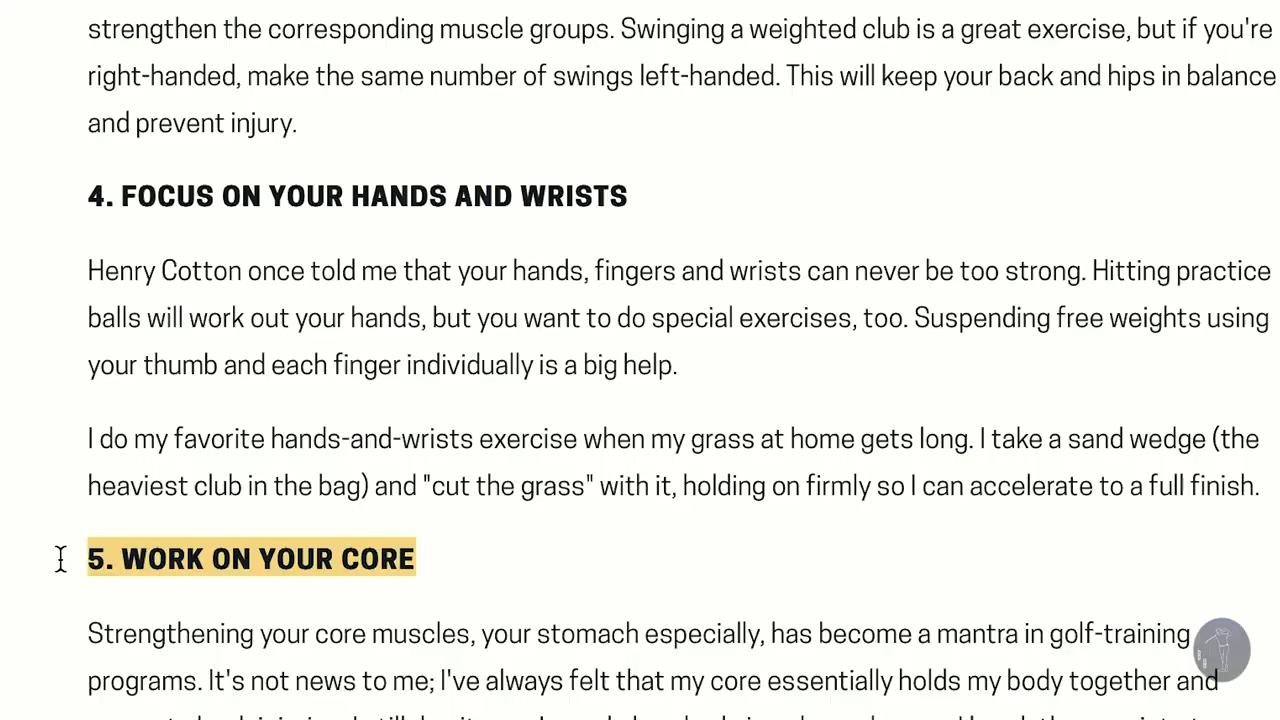 strengthen the corresponding muscle groups. Swinging a weighted club is a great exercise, but if you're
right-handed, make the same number of swings left-handed. This will keep your back and hips in balance
and prevent injury.
4. FOCUS ON YOUR HANDS AND WRISTS
Henry Cotton once told me that your hands, fingers and wrists can never be too strong. Hitting practice
balls will work out your hands, but you want to do special exercises, too. Suspending free weights using
your thumb and each finger individually is a big help.
I do my favorite hands-and-wrists exercise when my grass at home gets long. I take a sand wedge (the
heaviest club in the bag) and "cut the grass" with it, holding on firmly so I can accelerate to a full finish.
5. WORK ON YOUR CORE
Strengthening your core muscles, your stomach especially, has become a mantra in golf-training
programs. It's not news to me; I've always felt that my core essentially holds my body together and